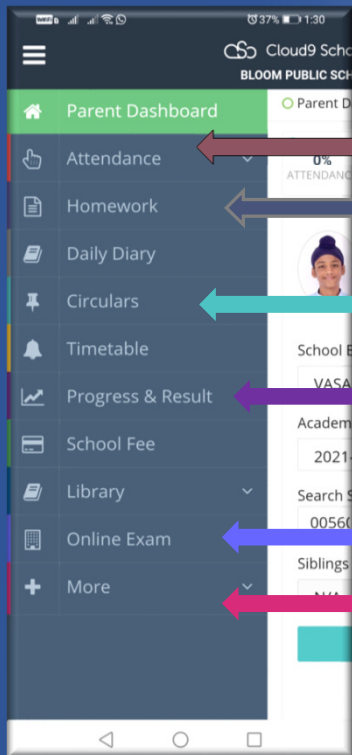 37% 1:30
Cloud9 Scho
BLOOM PUBLIC SCH
Parent Dashboard
Parent D
Attendance
0%
ATTENDANC
Homework
Daily Diary
Circulars
Timetable
School B
Progress & Result
VASA
Academ
School Fee
2021-
Library
Search S
00560
Online Exam
Siblings
More